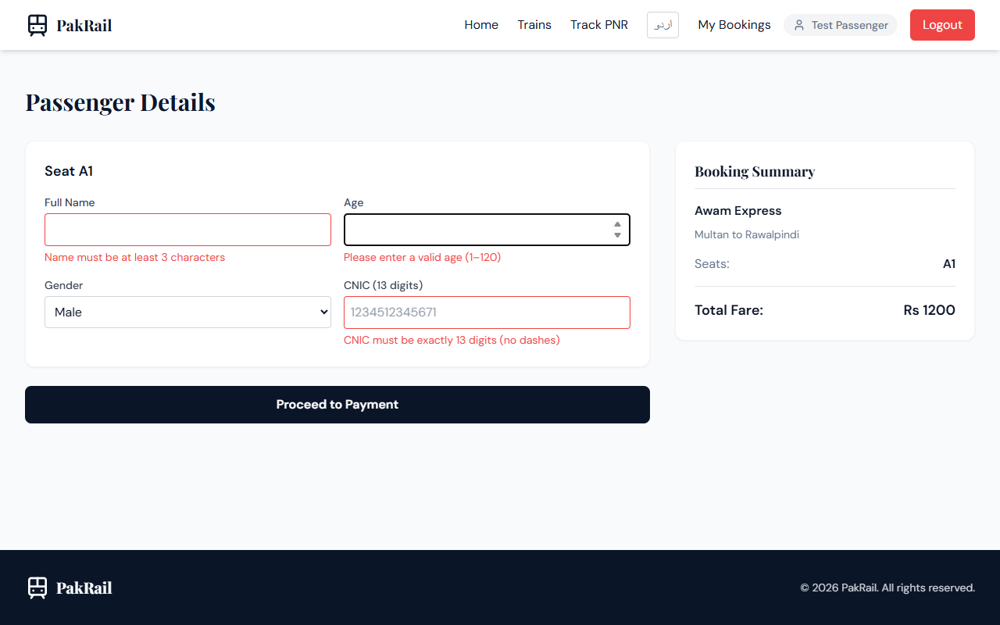 PakRail
Home
Trains
Track PNR
اردو
My Bookings
Test Passenger
Logout
Passenger Details
Seat A1
Full Name
Age
Name must be at least 3 characters
Please enter a valid age (1–120)
Gender
CNIC (13 digits)
Male
1234512345671
CNIC must be exactly 13 digits (no dashes)
Proceed to Payment
Booking Summary
Awam Express
Multan to Rawalpindi
Seats: A1
Total Fare: Rs 1200
PakRail
© 2026 PakRail. All rights reserved.